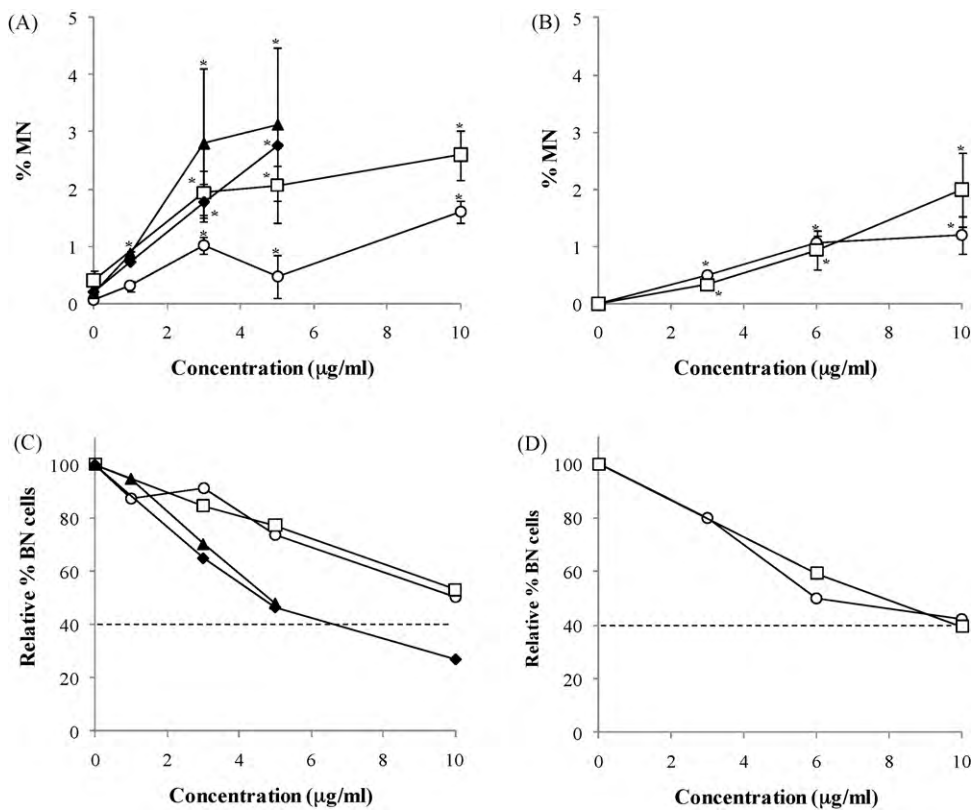 (A)
5
4
3
2
1
0
% MN
0 2 4 6 8 10
Concentration (µg/ml)
* * * * * * * * * *
(B)
5
4
3
2
1
0
% MN
0 2 4 6 8 10
Concentration (µg/ml)
* * * * * *
(C)
100
80
60
40
20
0
Relative % BN cells
0 2 4 6 8 10
Concentration (µg/ml)
(D)
100
80
60
40
20
0
Relative % BN cells
0 2 4 6 8 10
Concentration (µg/ml)